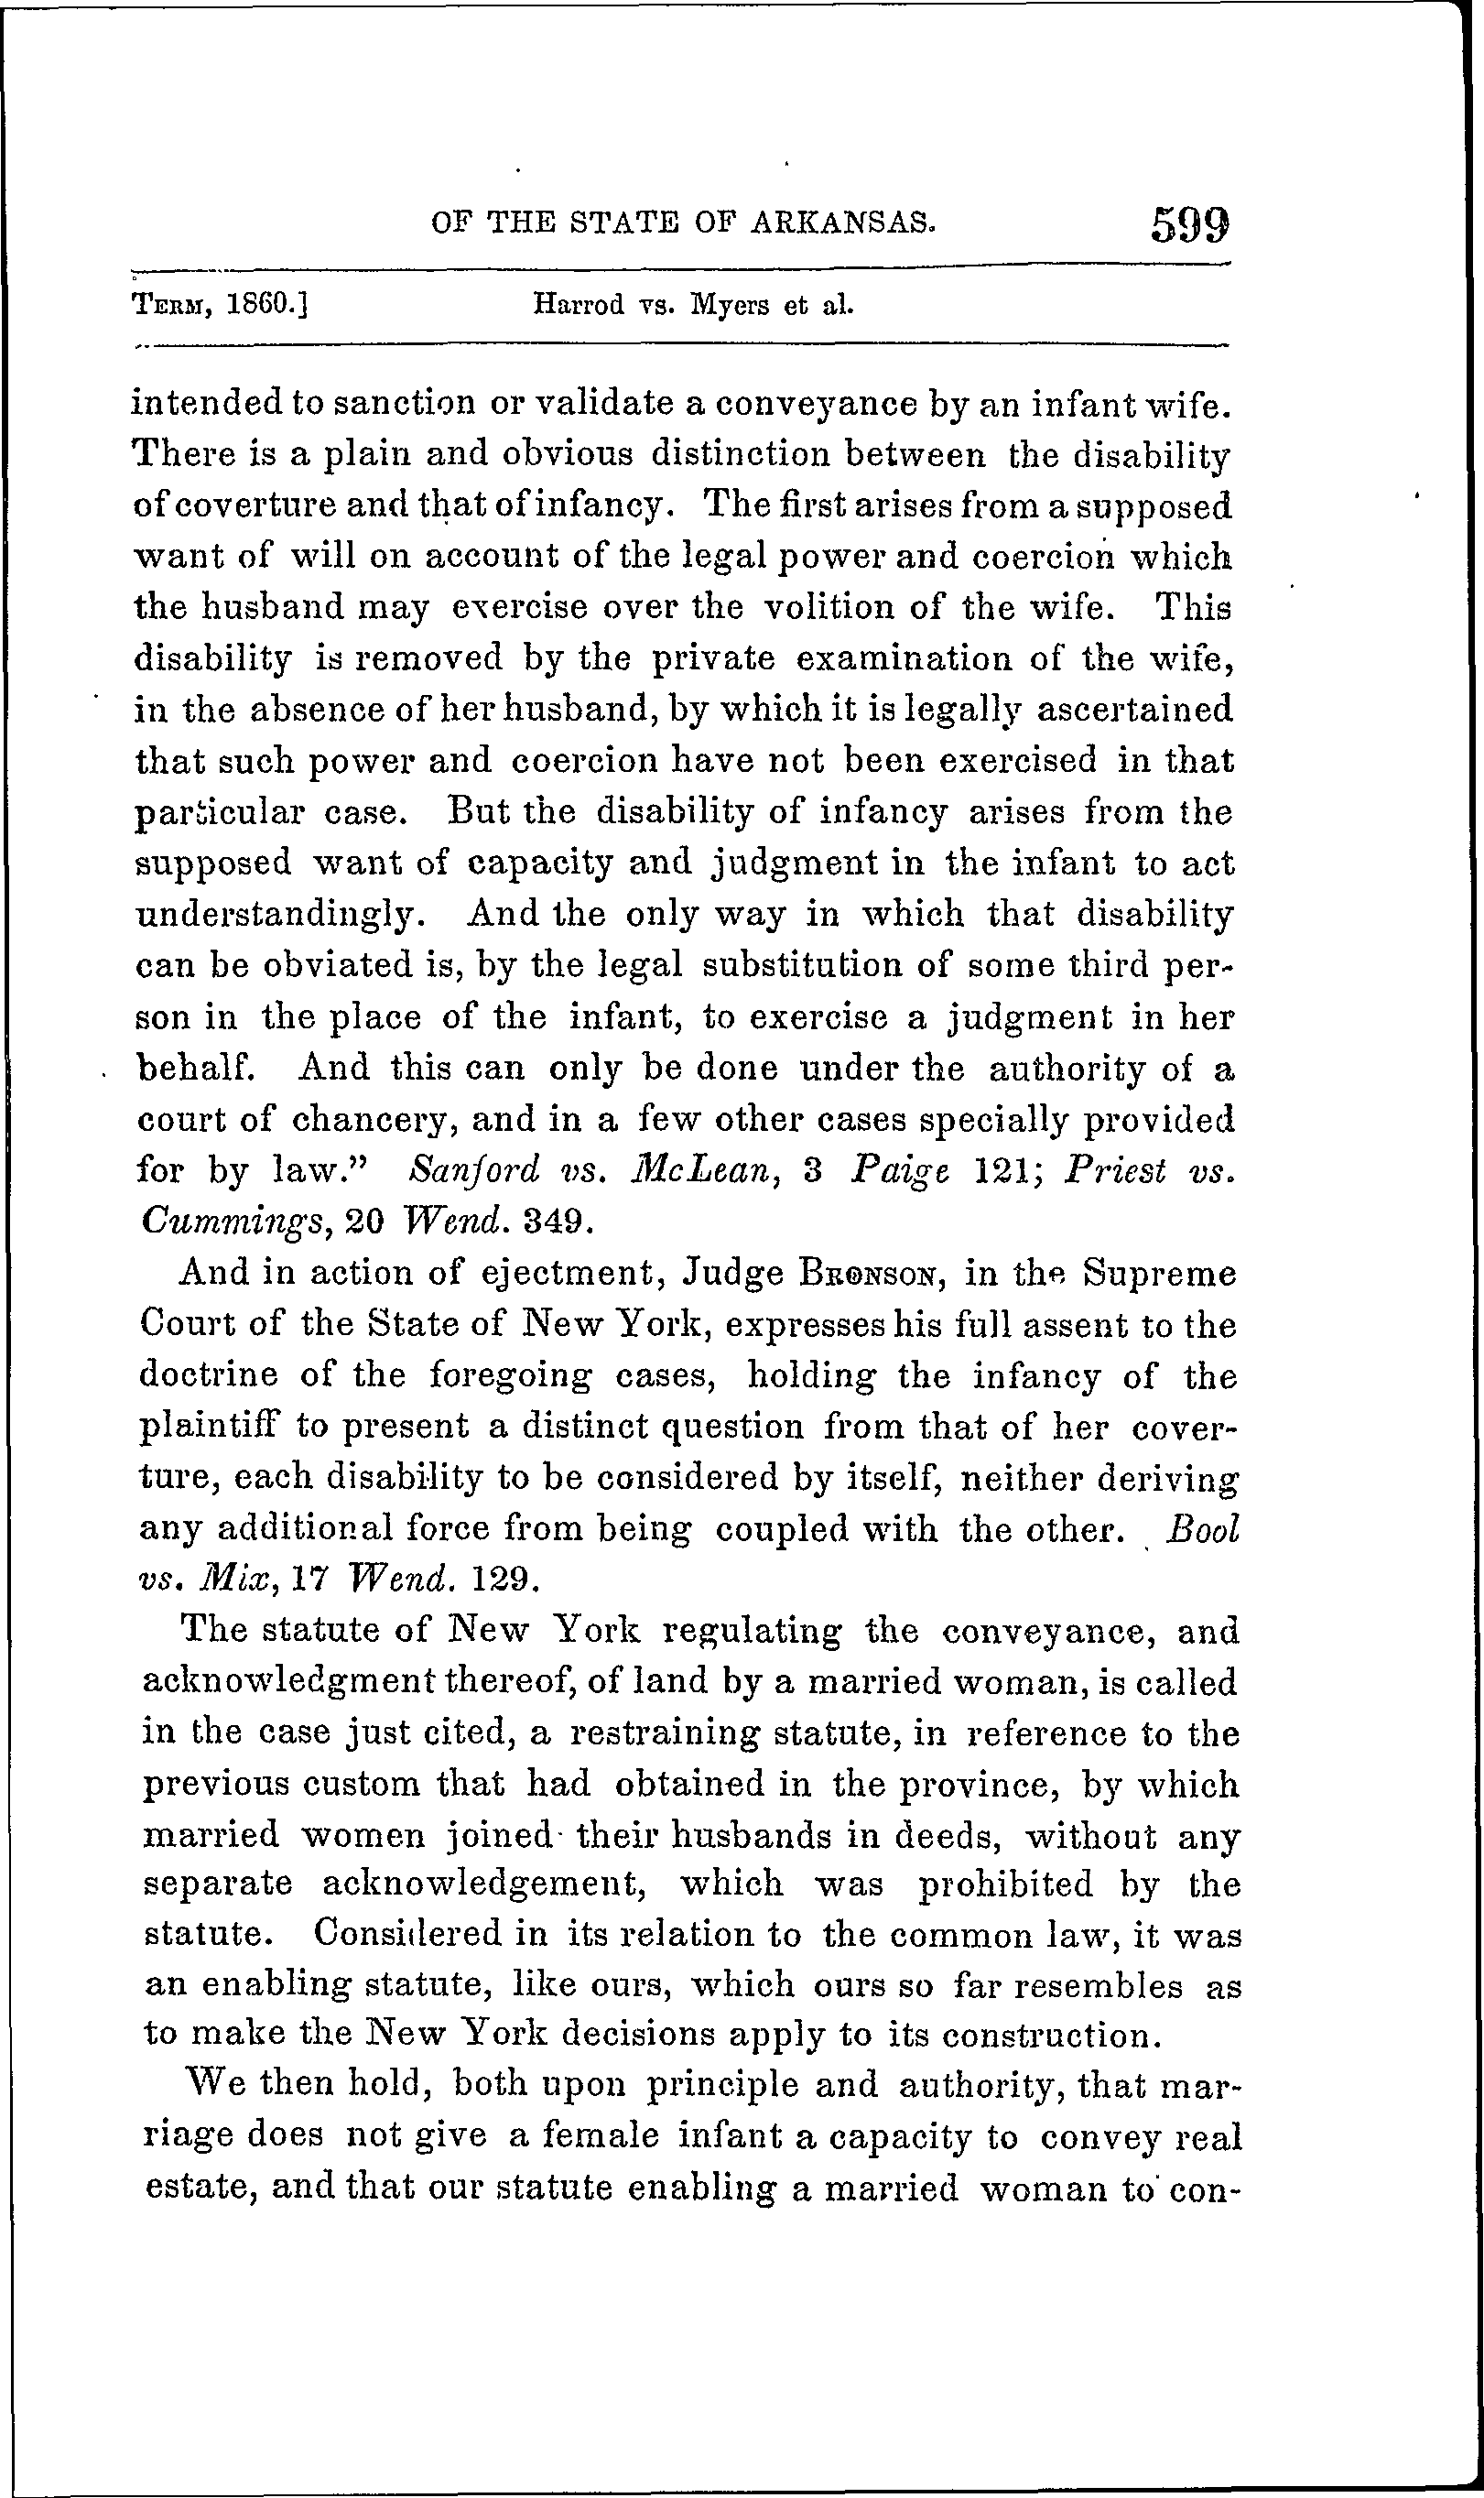 OF THE STATE OF ARKANSAS. 599
TERM, 1860.] Harrod vs. Myers et al.
intended to sanction or validate a conveyance by an infant wife.
There is a plain and obvious distinction between the disability
of coverture and that of infancy. The first arises from a supposed
want of will on account of the legal power and coercion which
the husband may exercise over the volition of the wife. This
disability is removed by the private examination of the wife,
in the absence of her husband, by which it is legally ascertained
that such power and coercion have not been exercised in that
particular case. But the disability of infancy arises from the
supposed want of capacity and judgment in the infant to act
understandingly. And the only way in which that disability
can be obviated is, by the legal substitution of some third per-
son in the place of the infant, to exercise a judgment in her
behalf. And this can only be done under the authority of a
court of chancery, and in a few other cases specially provided
for by law." Sanford vs. McLean, 3 Paige 121; Priest vs.
Cummings, 20 Wend. 349.
And in action of ejectment, Judge BRONSON, in the Supreme
Court of the State of New York, expresses his full assent to the
doctrine of the foregoing cases, holding the infancy of the
plaintiff to present a distinct question from that of her cover-
ture, each disability to be considered by itself, neither deriving
any additional force from being coupled with the other. Bool
vs. Mix, 17 Wend. 129.
The statute of New York regulating the conveyance, and
acknowledgment thereof, of land by a married woman, is called
in the case just cited, a restraining statute, in reference to the
previous custom that had obtained in the province, by which
married women joined their husbands in deeds, without any
separate acknowledgement, which was prohibited by the
statute. Considered in its relation to the common law, it was
an enabling statute, like ours, which ours so far resembles as
to make the New York decisions apply to its construction.
We then hold, both upon principle and authority, that mar-
riage does not give a female infant a capacity to convey real
estate, and that our statute enabling a married woman to con-